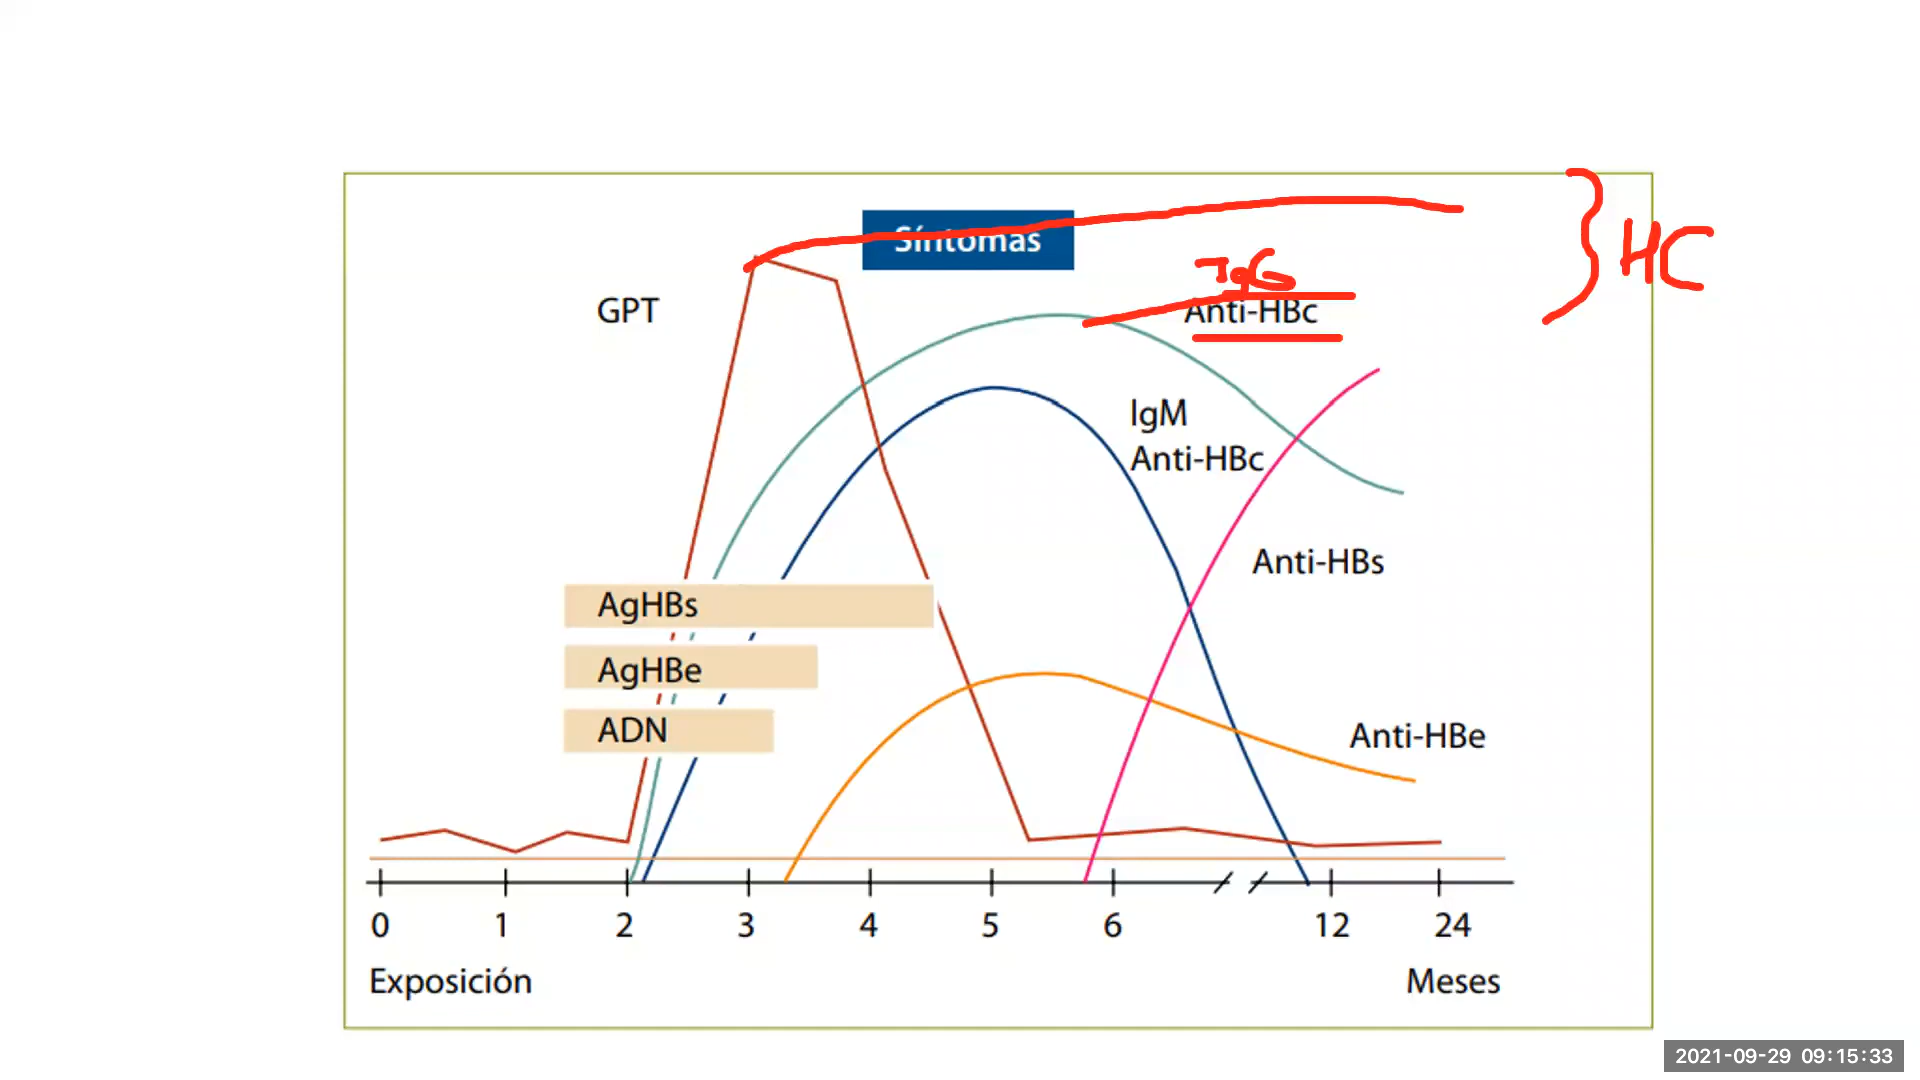 Síntomas
IgG
HC
GPT
Anti-HBc
IgM
Anti-HBc
Anti-HBs
AgHBs
AgHBe
ADN
Anti-HBe
0 1 2 3 4 5 6 12 24
Exposición Meses
2021-09-29 09:15:33